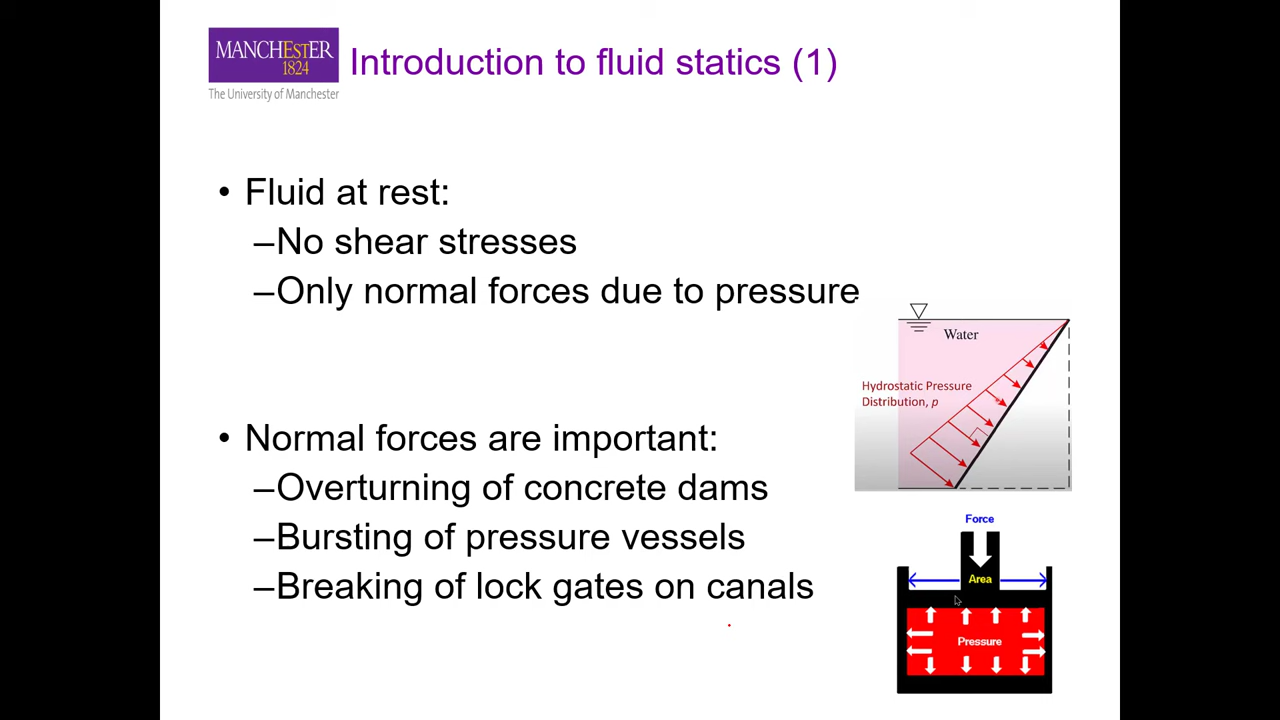 MANCHESTER
1824
The University of Manchester
Introduction to fluid statics (1)
• Fluid at rest:
–No shear stresses
–Only normal forces due to pressure
Water
Hydrostatic Pressure
Distribution, p
• Normal forces are important:
–Overturning of concrete dams
–Bursting of pressure vessels
–Breaking of lock gates on canals
Force
Area
Pressure